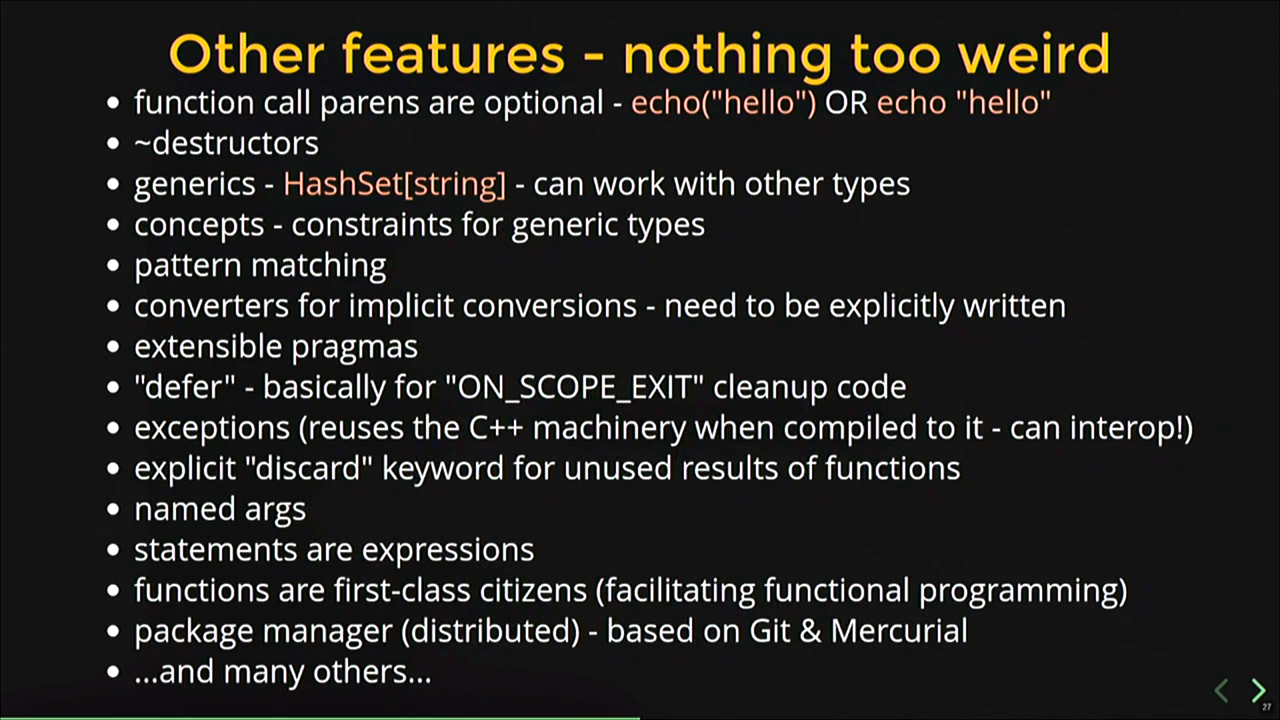 Other features - nothing too weird
• function call parens are optional - echo("hello") OR echo "hello"
• ~destructors
• generics - HashSet[string] - can work with other types
• concepts - constraints for generic types
• pattern matching
• converters for implicit conversions - need to be explicitly written
• extensible pragmas
• "defer" - basically for "ON_SCOPE_EXIT" cleanup code
• exceptions (reuses the C++ machinery when compiled to it - can interop!)
• explicit "discard" keyword for unused results of functions
• named args
• statements are expressions
• functions are first-class citizens (facilitating functional programming)
• package manager (distributed) - based on Git & Mercurial
• ...and many others...
27